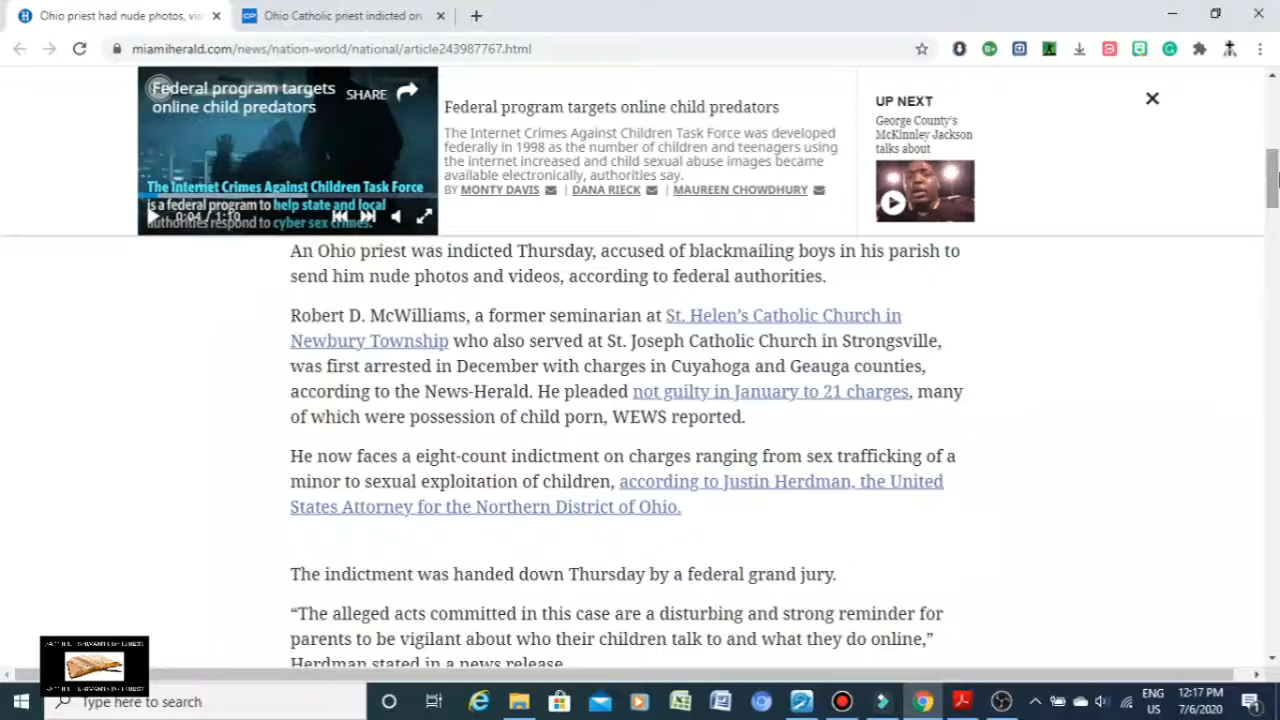 Ohio priest had nude photos, vi
Ohio Catholic priest indicted on
miamiherald.com/news/nation-world/national/article243987767.html
Federal program targets
online child predators
SHARE
The Internet Crimes Against Children Task Force
is a federal program to help state and local
authorities respond to cyber sex crimes.
0:04 / 1:10
Federal program targets online child predators
The Internet Crimes Against Children Task Force was developed
federally in 1998 as the number of children and teenagers using
the internet increased and child sexual abuse images became
available electronically, authorities say.
BY MONTY DAVIS | DANA RIECK | MAUREEN CHOWDHURY
UP NEXT
George County's
McKinnley Jackson
talks about
An Ohio priest was indicted Thursday, accused of blackmailing boys in his parish to
send him nude photos and videos, according to federal authorities.
Robert D. McWilliams, a former seminarian at St. Helen’s Catholic Church in
Newbury Township who also served at St. Joseph Catholic Church in Strongsville,
was first arrested in December with charges in Cuyahoga and Geauga counties,
according to the News-Herald. He pleaded not guilty in January to 21 charges, many
of which were possession of child porn, WEWS reported.
He now faces a eight-count indictment on charges ranging from sex trafficking of a
minor to sexual exploitation of children, according to Justin Herdman, the United
States Attorney for the Northern District of Ohio.
The indictment was handed down Thursday by a federal grand jury.
“The alleged acts committed in this case are a disturbing and strong reminder for
parents to be vigilant about who their children talk to and what they do online,”
Herdman stated in a news release.
Type here to search
ENG
US
12:17 PM
7/6/2020